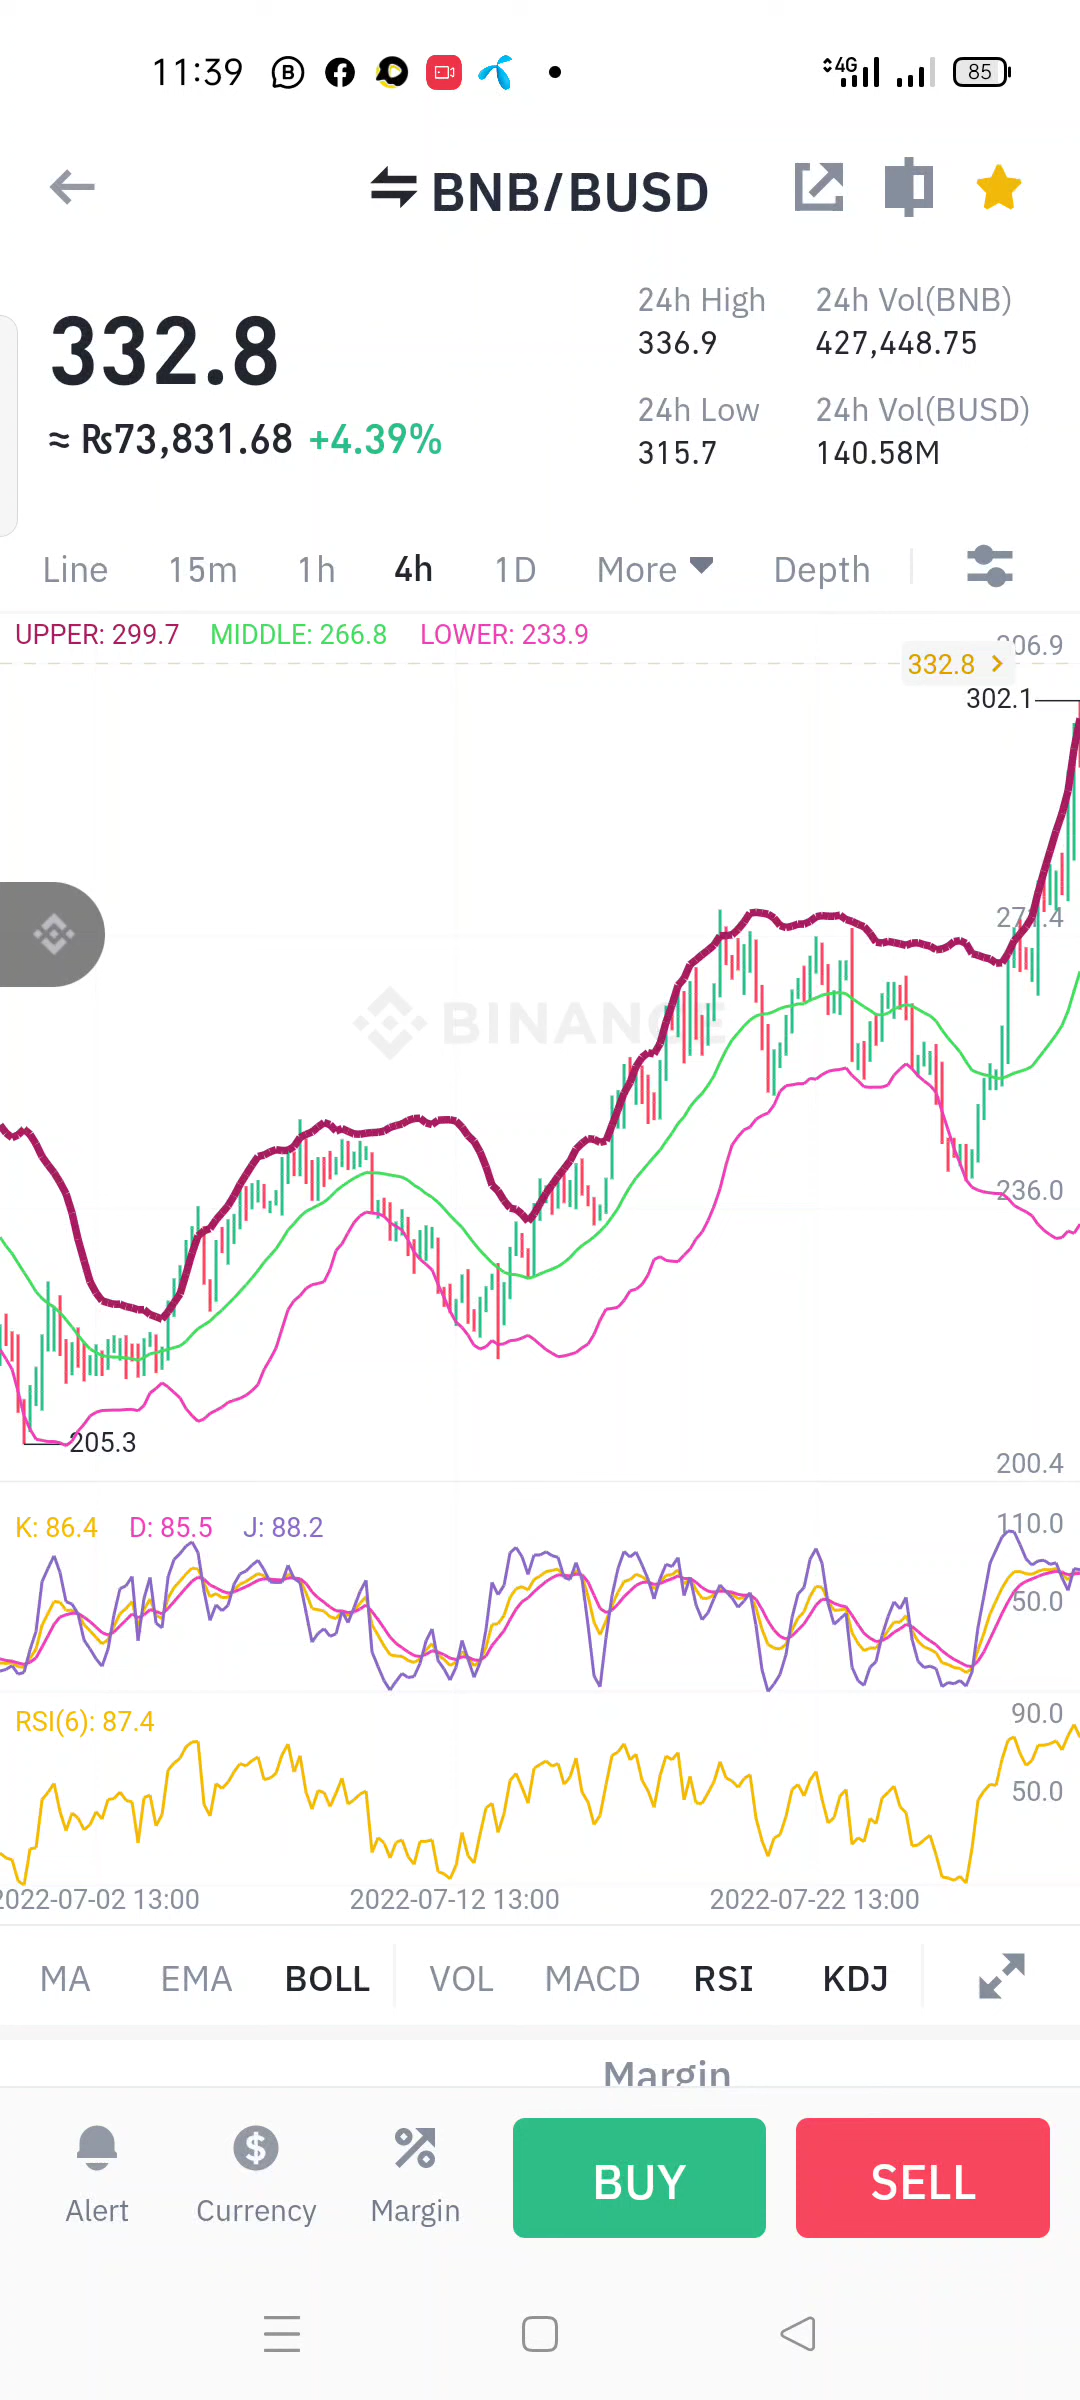 11:39 B 4G 85
BNB/BUSD
332.8
≈ ₨73,831.68 +4.39%
24h High
336.9
24h Vol(BNB)
427,448.75
24h Low
315.7
24h Vol(BUSD)
140.58M
Line 15m 1h 4h 1D More Depth
UPPER: 299.7 MIDDLE: 266.8 LOWER: 233.9
332.8
302.1
BINANCE
236.0
205.3
200.4
K: 86.4 D: 85.5 J: 88.2
110.0
50.0
RSI(6): 87.4
90.0
50.0
2022-07-02 13:00 2022-07-12 13:00 2022-07-22 13:00
MA EMA BOLL VOL MACD RSI KDJ
Margin
Alert Currency Margin BUY SELL